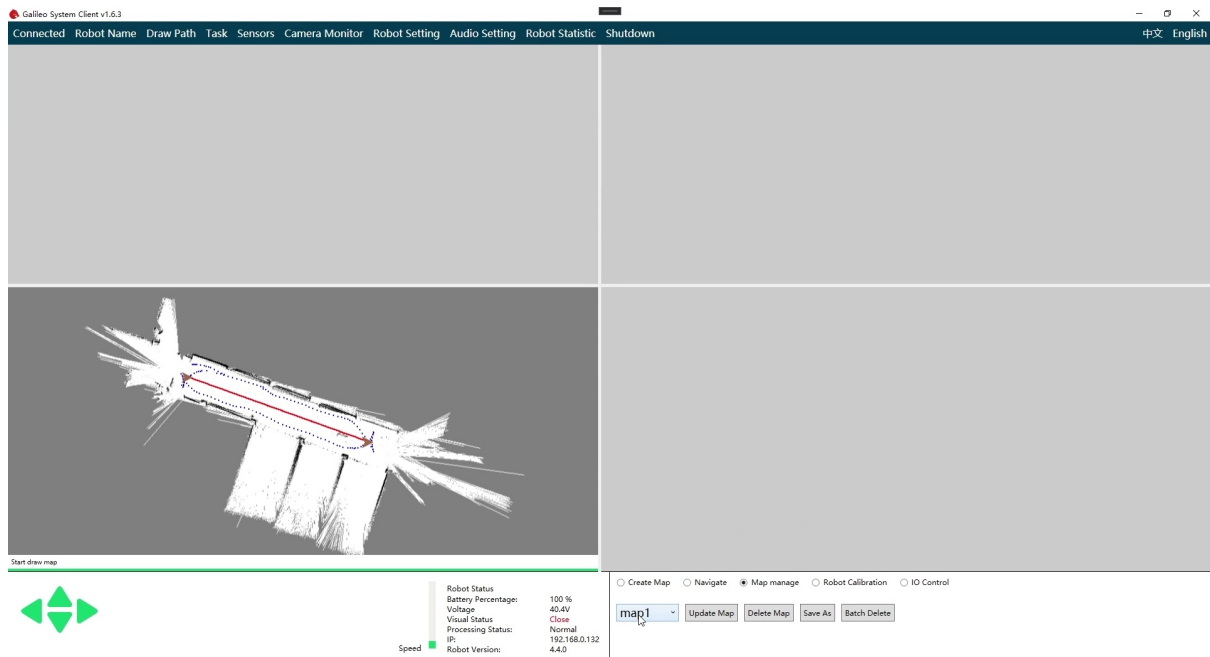 Galileo System Client v1.6.3
Connected Robot Name Draw Path Task Sensors Camera Monitor Robot Setting Audio Setting Robot Statistic Shutdown 中文 English
Start draw map
Robot Status
Battery Percentage: 100 %
Voltage 40.4V
Visual Status Close
Processing Status: Normal
IP: 192.168.0.132
Speed Robot Version: 4.4.0
Create Map Navigate Map manage Robot Calibration IO Control
map1 Update Map Delete Map Save As Batch Delete